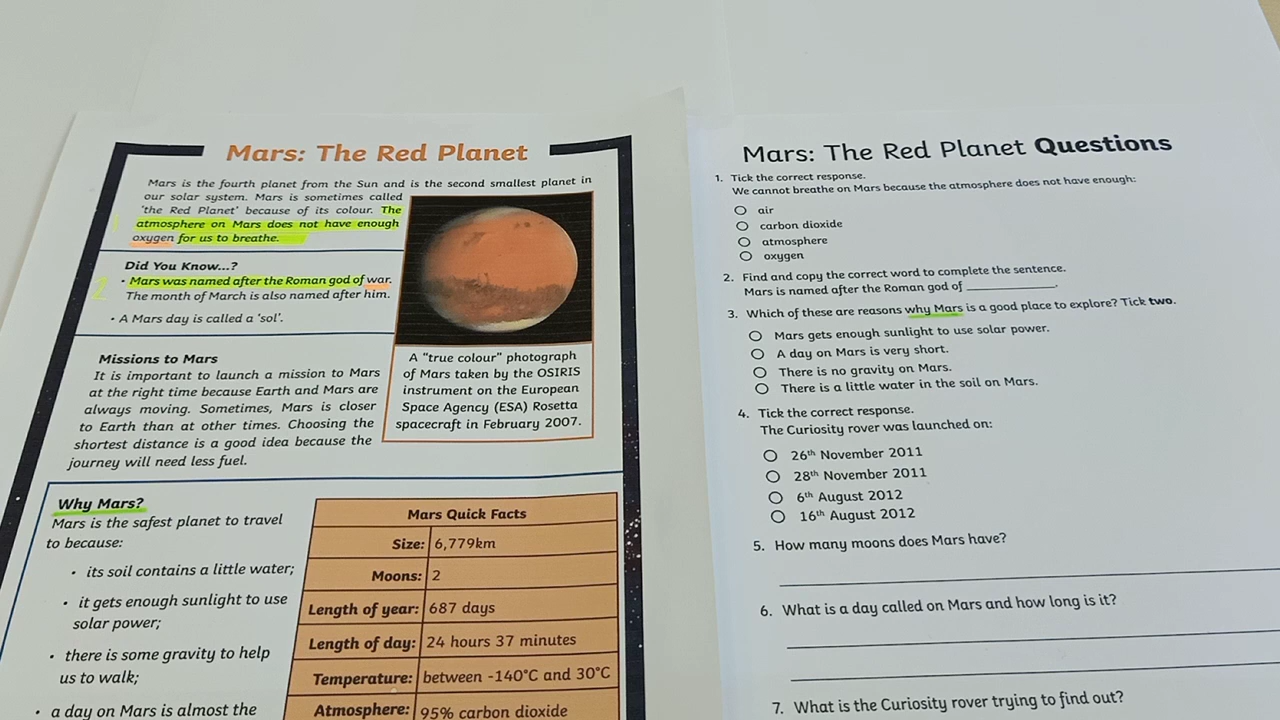 Mars: The Red Planet
Mars is the fourth planet from the Sun and is the second smallest planet in
our solar system. Mars is sometimes called
'the Red Planet' because of its colour. The
atmosphere on Mars does not have enough
oxygen for us to breathe.
Did You Know...?
• Mars was named after the Roman god of war.
The month of March is also named after him.
• A Mars day is called a 'sol'.
1
2
A "true colour" photograph
of Mars taken by the OSIRIS
instrument on the European
Space Agency (ESA) Rosetta
spacecraft in February 2007.
Missions to Mars
It is important to launch a mission to Mars
at the right time because Earth and Mars are
always moving. Sometimes, Mars is closer
to Earth than at other times. Choosing the
shortest distance is a good idea because the
journey will need less fuel.
Why Mars?
Mars is the safest planet to travel
to because:
• its soil contains a little water;
• it gets enough sunlight to use
solar power;
• there is some gravity to help
us to walk;
• a day on Mars is almost the
Mars Quick Facts
Size: 6,779km
Moons: 2
Length of year: 687 days
Length of day: 24 hours 37 minutes
Temperature: between -140°C and 30°C
Atmosphere: 95% carbon dioxide
Mars: The Red Planet Questions
1. Tick the correct response.
We cannot breathe on Mars because the atmosphere does not have enough:
air
carbon dioxide
atmosphere
oxygen
2. Find and copy the correct word to complete the sentence.
Mars is named after the Roman god of ____________.
3. Which of these are reasons why Mars is a good place to explore? Tick two.
Mars gets enough sunlight to use solar power.
A day on Mars is very short.
There is no gravity on Mars.
There is a little water in the soil on Mars.
4. Tick the correct response.
The Curiosity rover was launched on:
26th November 2011
28th November 2011
6th August 2012
16th August 2012
5. How many moons does Mars have?
6. What is a day called on Mars and how long is it?
7. What is the Curiosity rover trying to find out?